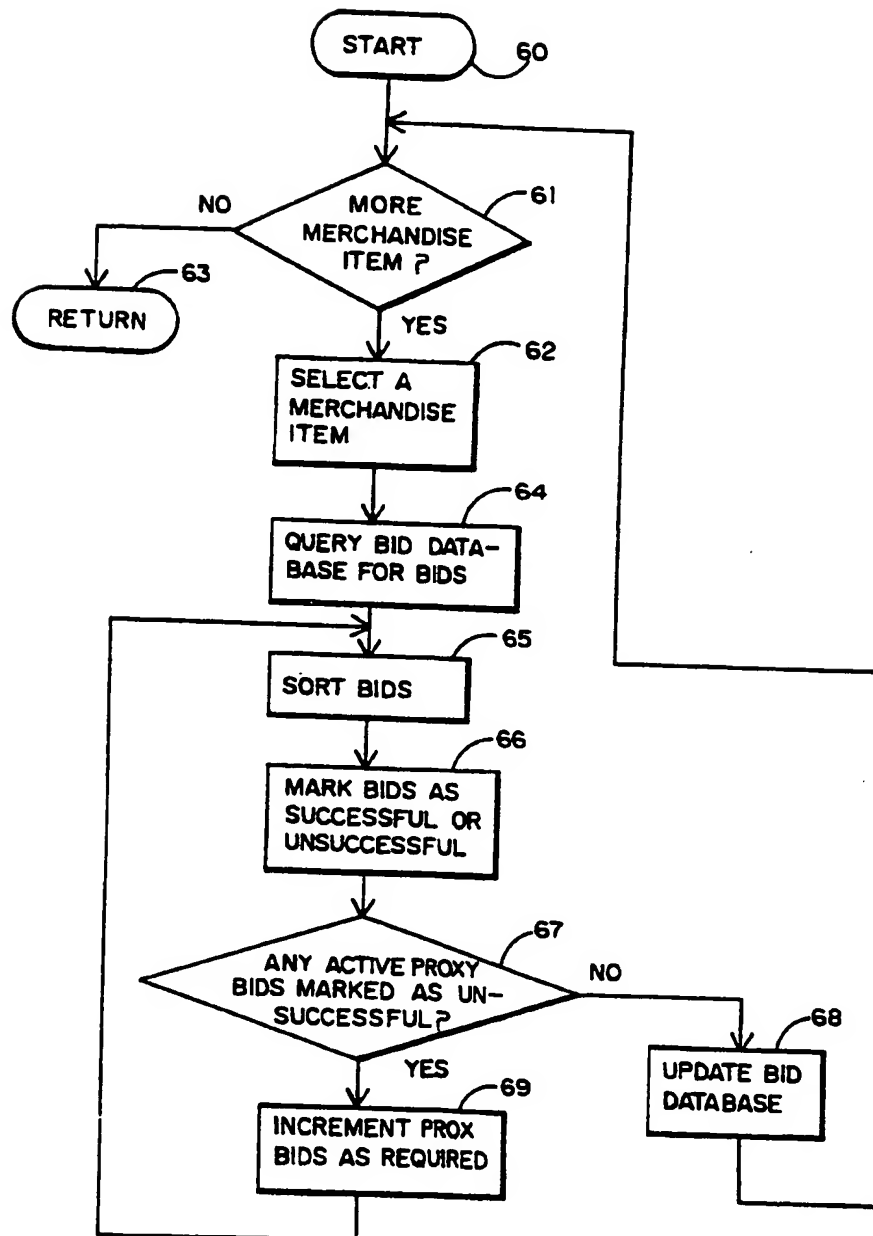 START
60
MORE
MERCHANDISE
ITEM ?
61
NO
63
RETURN
YES
62
SELECT A
MERCHANDISE
ITEM
64
QUERY BID DATA-
BASE FOR BIDS
65
SORT BIDS
66
MARK BIDS AS
SUCCESSFUL OR
UNSUCCESSFUL
67
ANY ACTIVE PROXY
BIDS MARKED AS UN-
SUCCESSFUL?
NO
68
UPDATE BID
DATABASE
YES
69
INCREMENT PROX
BIDS AS REQUIRED